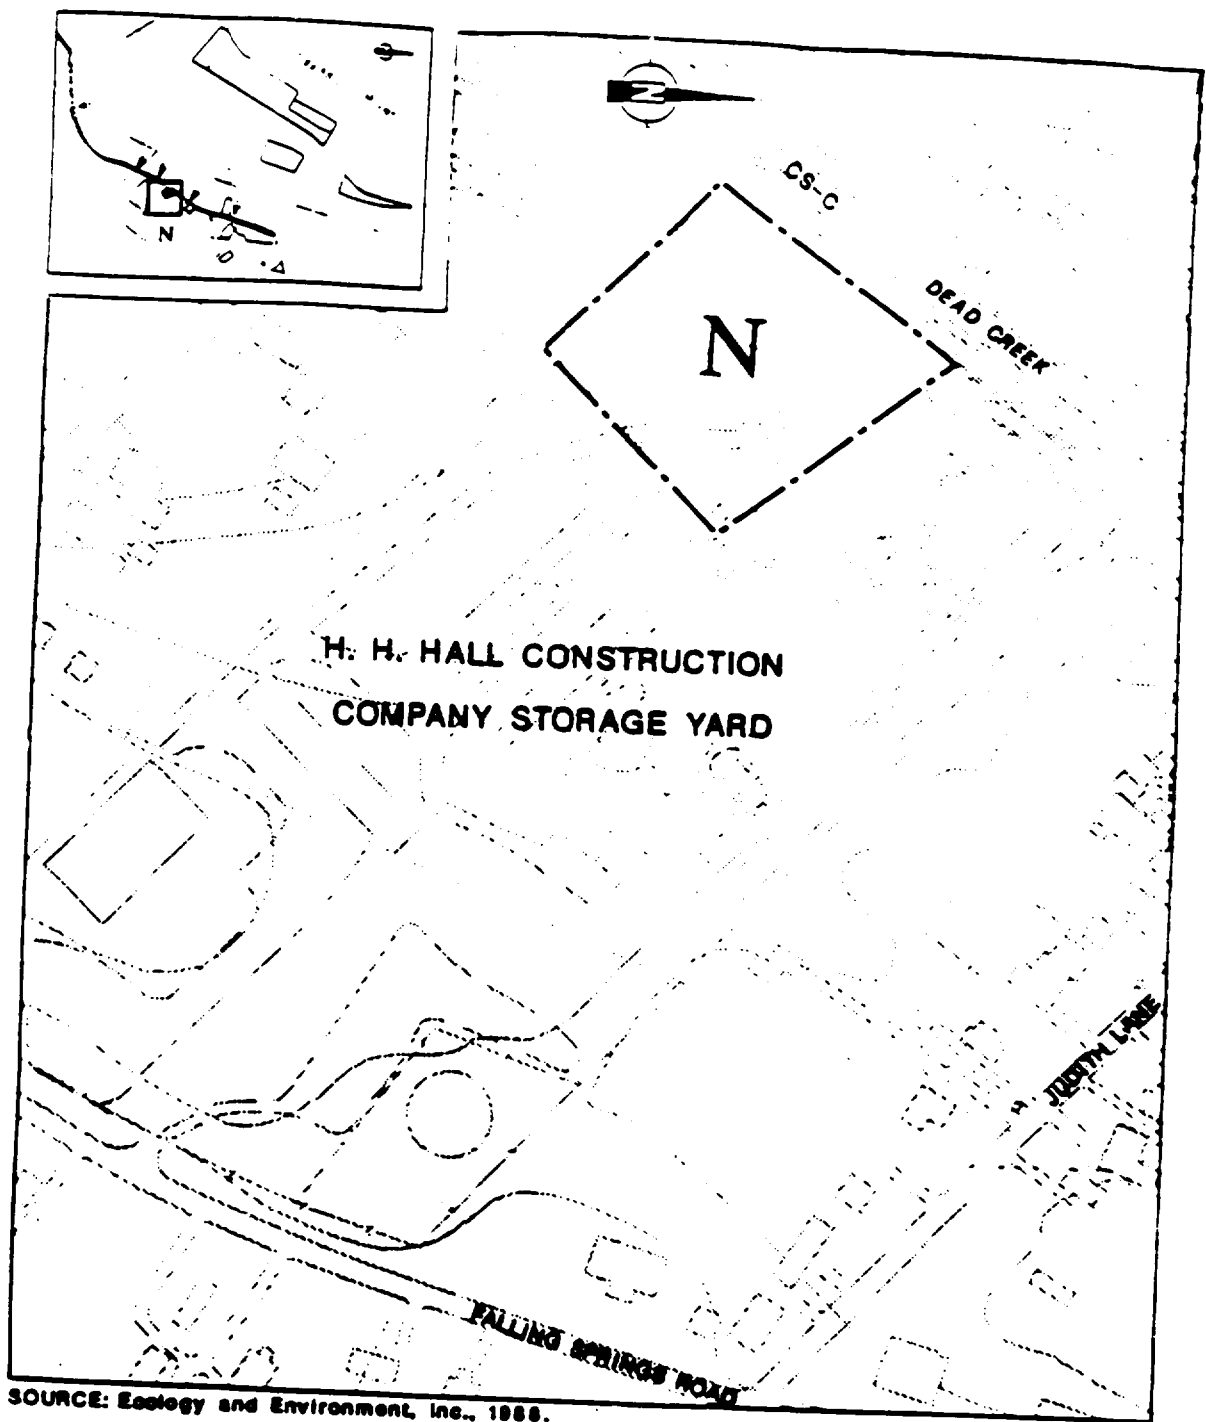 N
N
CS-C
DEAD CREEK
N
H. H. HALL CONSTRUCTION
COMPANY STORAGE YARD
JUDITH LANE
FALLING SPRINGS ROAD
SOURCE: Ecology and Environment, Inc., 1988.